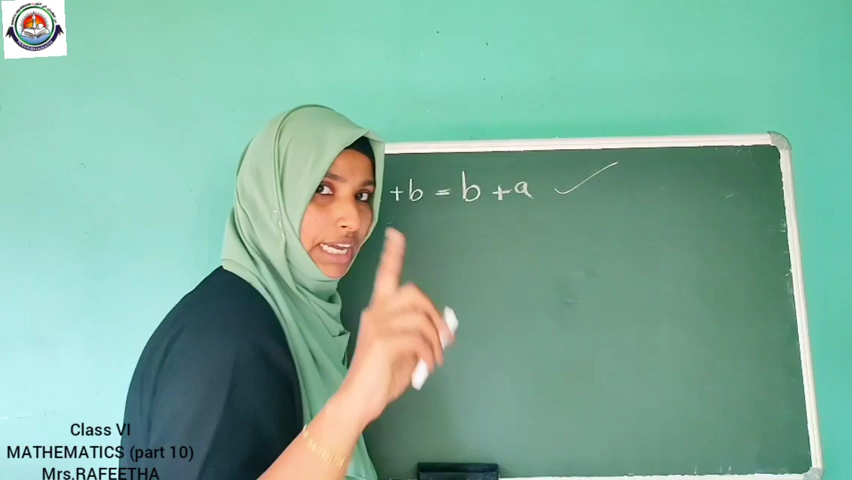 +b = b +a
Class VI
MATHEMATICS (part 10)
Mrs.RAFEETHA